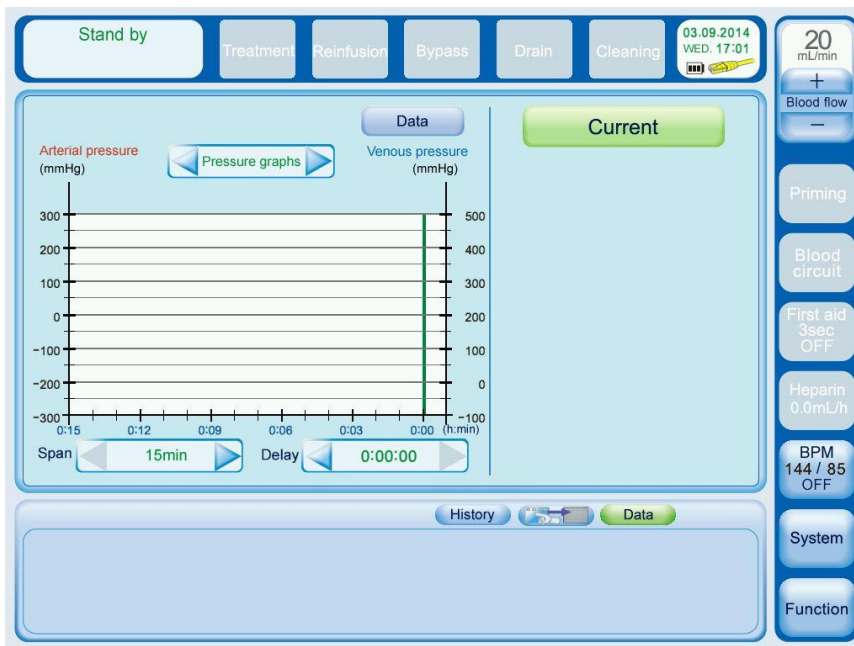 Stand by
Treatment
Reinfusion
Bypass
Drain
Cleaning
03.09.2014
WED. 17:01
20
mL/min
+
Blood flow
−
Data
Current
Arterial pressure
(mmHg)
Pressure graphs
Venous pressure
(mmHg)
300
500
200
400
100
300
0
200
−100
100
−200
0
−300
−100
0:15
0:12
0:09
0:06
0:03
0:00
(h:min)
Span
15min
Delay
0:00:00
Priming
Blood
circuit
First aid
3sec
OFF
Heparin
0.0mL/h
BPM
144 / 85
OFF
System
Function
History
Data